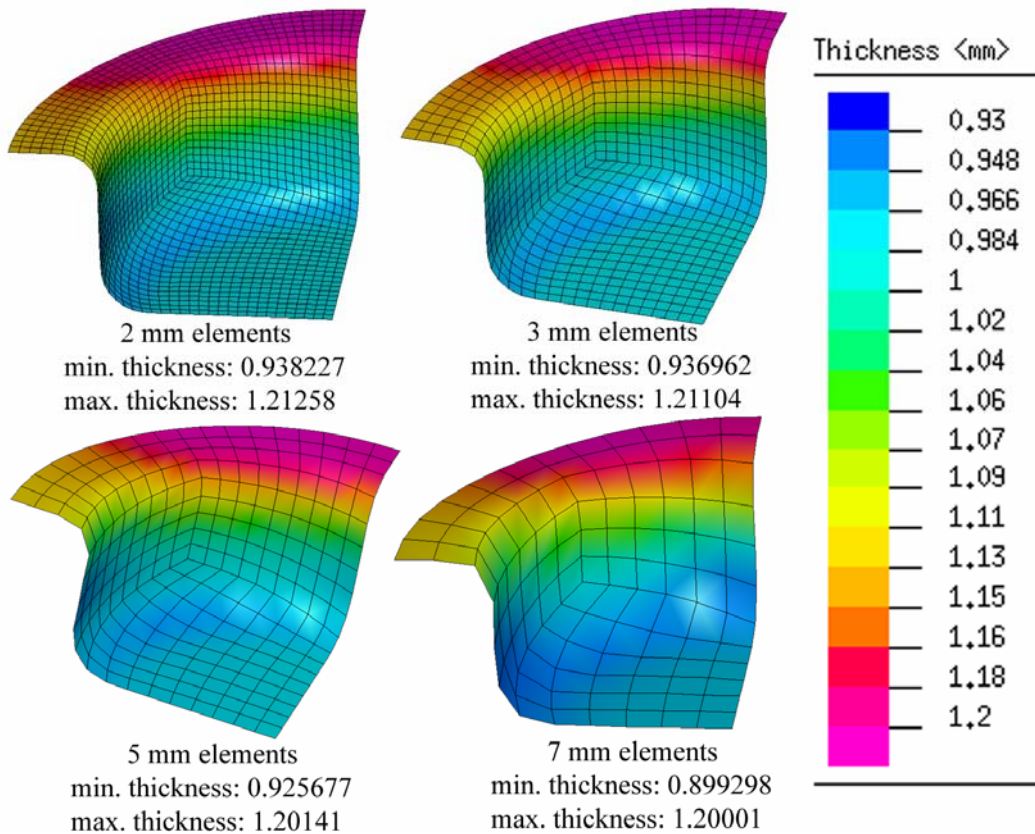 2 mm elements
min. thickness: 0.938227
max. thickness: 1.21258
3 mm elements
min. thickness: 0.936962
max. thickness: 1.21104
5 mm elements
min. thickness: 0.925677
max. thickness: 1.20141
7 mm elements
min. thickness: 0.899298
max. thickness: 1.20001
Thickness <mm>
0.93
0.948
0.966
0.984
1
1.02
1.04
1.06
1.07
1.09
1.11
1.13
1.15
1.16
1.18
1.2